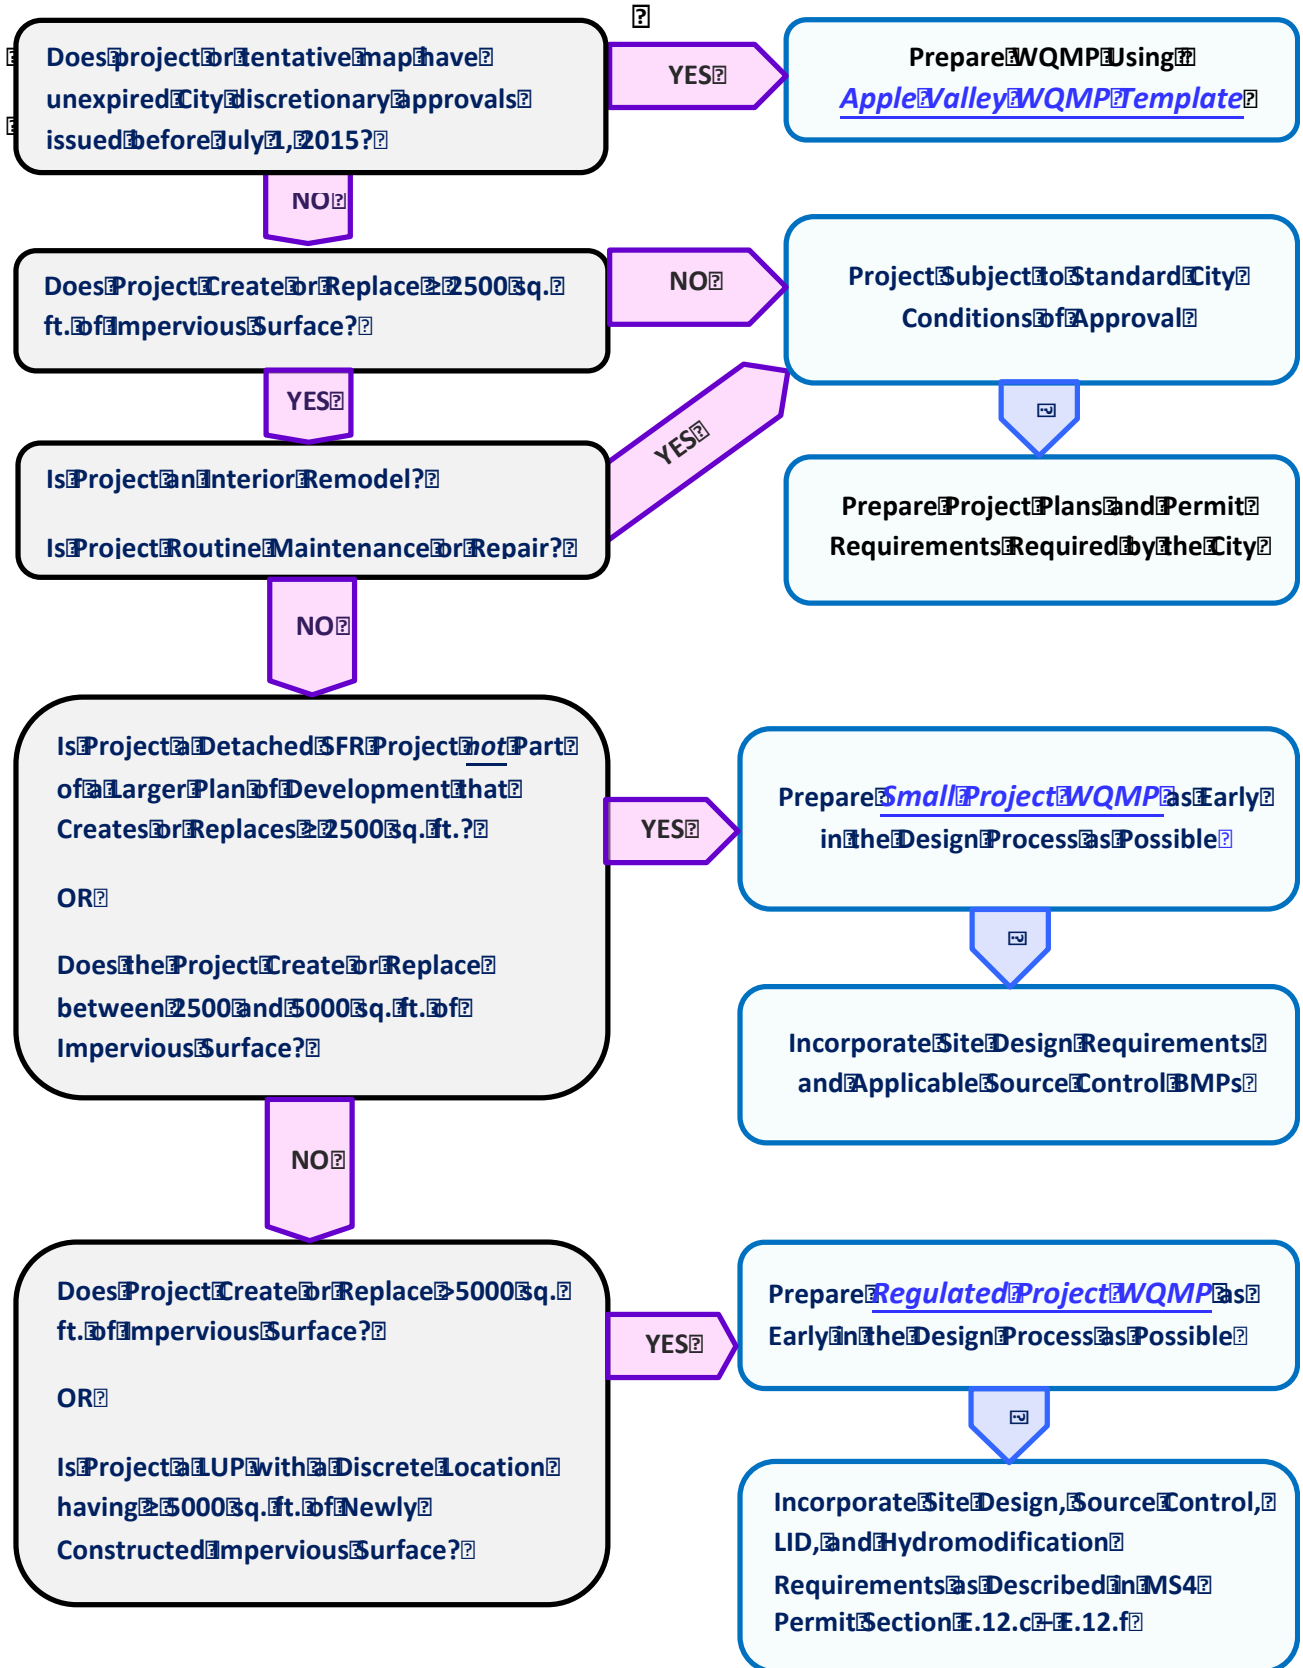 Does project or tentative map have
unexpired City discretionary approvals
issued before July 1, 2015?
YES
Prepare WQMP Using
Apple Valley WQMP Template
NO
Does Project Create or Replace ≥ 2500 sq.
ft. of Impervious Surface?
NO
Project Subject to Standard City
Conditions of Approval
YES
Is Project an Interior Remodel?
Is Project Routine Maintenance or Repair?
YES
Prepare Project Plans and Permit
Requirements Required by the City
NO
Is Project a Detached SFR Project not Part
of a Larger Plan of Development that
Creates or Replaces ≥ 2500 sq. ft.?
OR
Does the Project Create or Replace
between 2500 and 5000 sq. ft. of
Impervious Surface?
YES
Prepare Small Project WQMP as Early
in the Design Process as Possible
Incorporate Site Design Requirements
and Applicable Source Control BMPs
NO
Does Project Create or Replace >5000 sq.
ft. of Impervious Surface?
OR
Is Project a LUP with a Discrete Location
having ≥ 5000 sq. ft. of Newly
Constructed Impervious Surface?
YES
Prepare Regulated Project WQMP as
Early in the Design Process as Possible
Incorporate Site Design, Source Control,
LID, and Hydromodification
Requirements as Described in MS4
Permit Section E.12.c – E.12.f